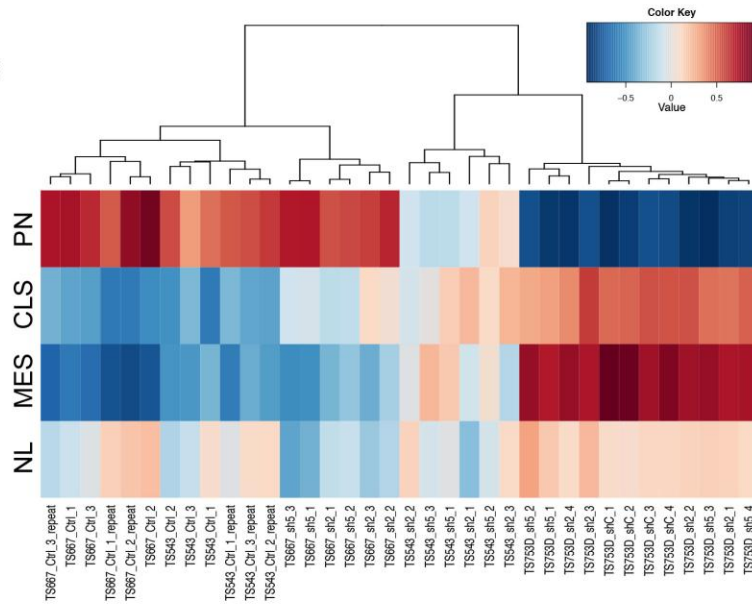 Color Key
−0.5 0 0.5
Value
PN
CLS
MES
NL
TS667_Ctrl_3_repeat
TS667_Ctrl_1
TS667_Ctrl_3
TS667_Ctrl_1_repeat
TS667_Ctrl_2_repeat
TS667_Ctrl_2
TS543_Ctrl_2
TS543_Ctrl_3
TS543_Ctrl_1
TS543_Ctrl_1_repeat
TS543_Ctrl_3_repeat
TS543_Ctrl_2_repeat
TS667_sh5_3
TS667_sh5_1
TS667_sh2_1
TS667_sh5_2
TS667_sh2_3
TS667_sh2_2
TS543_sh2_2
TS543_sh5_3
TS543_sh5_1
TS543_sh2_1
TS543_sh5_2
TS543_sh2_3
TS753D_sh5_2
TS753D_sh5_1
TS753D_sh2_4
TS753D_sh2_3
TS753D_shC_1
TS753D_shC_2
TS753D_shC_3
TS753D_shC_4
TS753D_sh2_2
TS753D_sh5_3
TS753D_sh2_1
TS753D_sh5_4